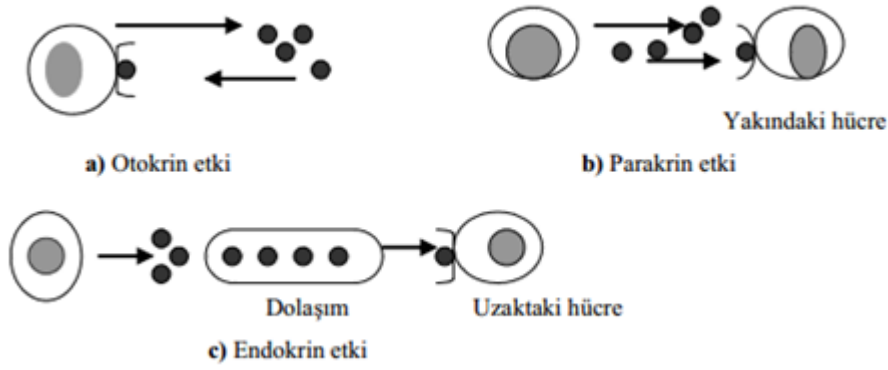 Yakındaki hücre
a) Otokrin etki
b) Parakrin etki
Dolaşım
Uzaktaki hücre
c) Endokrin etki